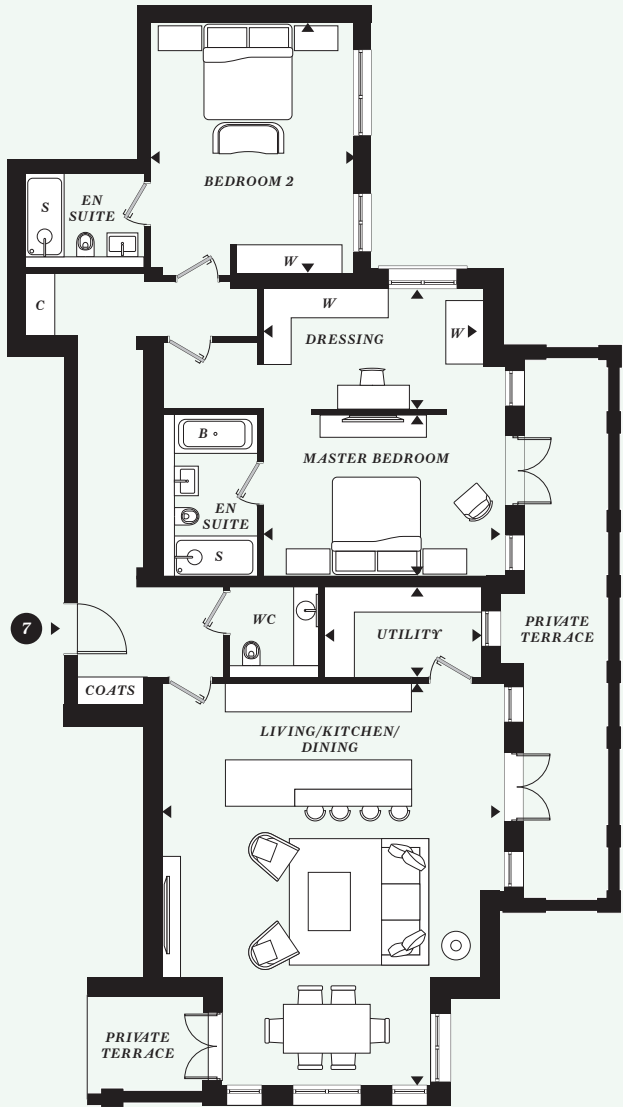 BEDROOM 2
S
EN
SUITE
W
C
W
DRESSING
W
B
MASTER BEDROOM
EN
SUITE
S
WC
UTILITY
PRIVATE
TERRACE
7
COATS
LIVING/KITCHEN/
DINING
PRIVATE
TERRACE